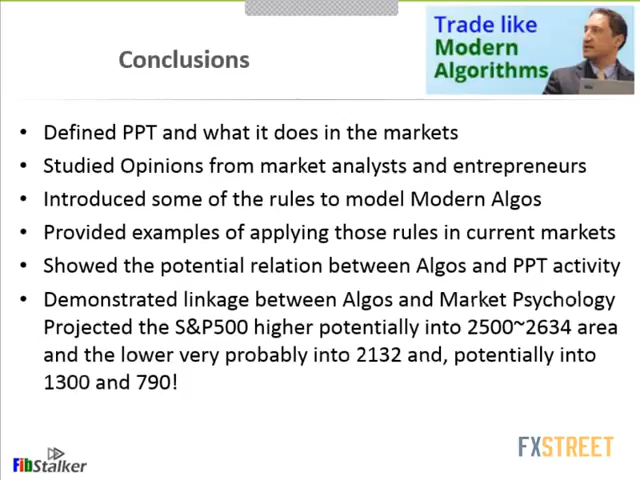 Trade like
Modern
Algorithms
Conclusions
• Defined PPT and what it does in the markets
• Studied Opinions from market analysts and entrepreneurs
• Introduced some of the rules to model Modern Algos
• Provided examples of applying those rules in current markets
• Showed the potential relation between Algos and PPT activity
• Demonstrated linkage between Algos and Market Psychology
Projected the S&P500 higher potentially into 2500~2634 area
and the lower very probably into 2132 and, potentially into
1300 and 790!
FibStalker
FXSTREET